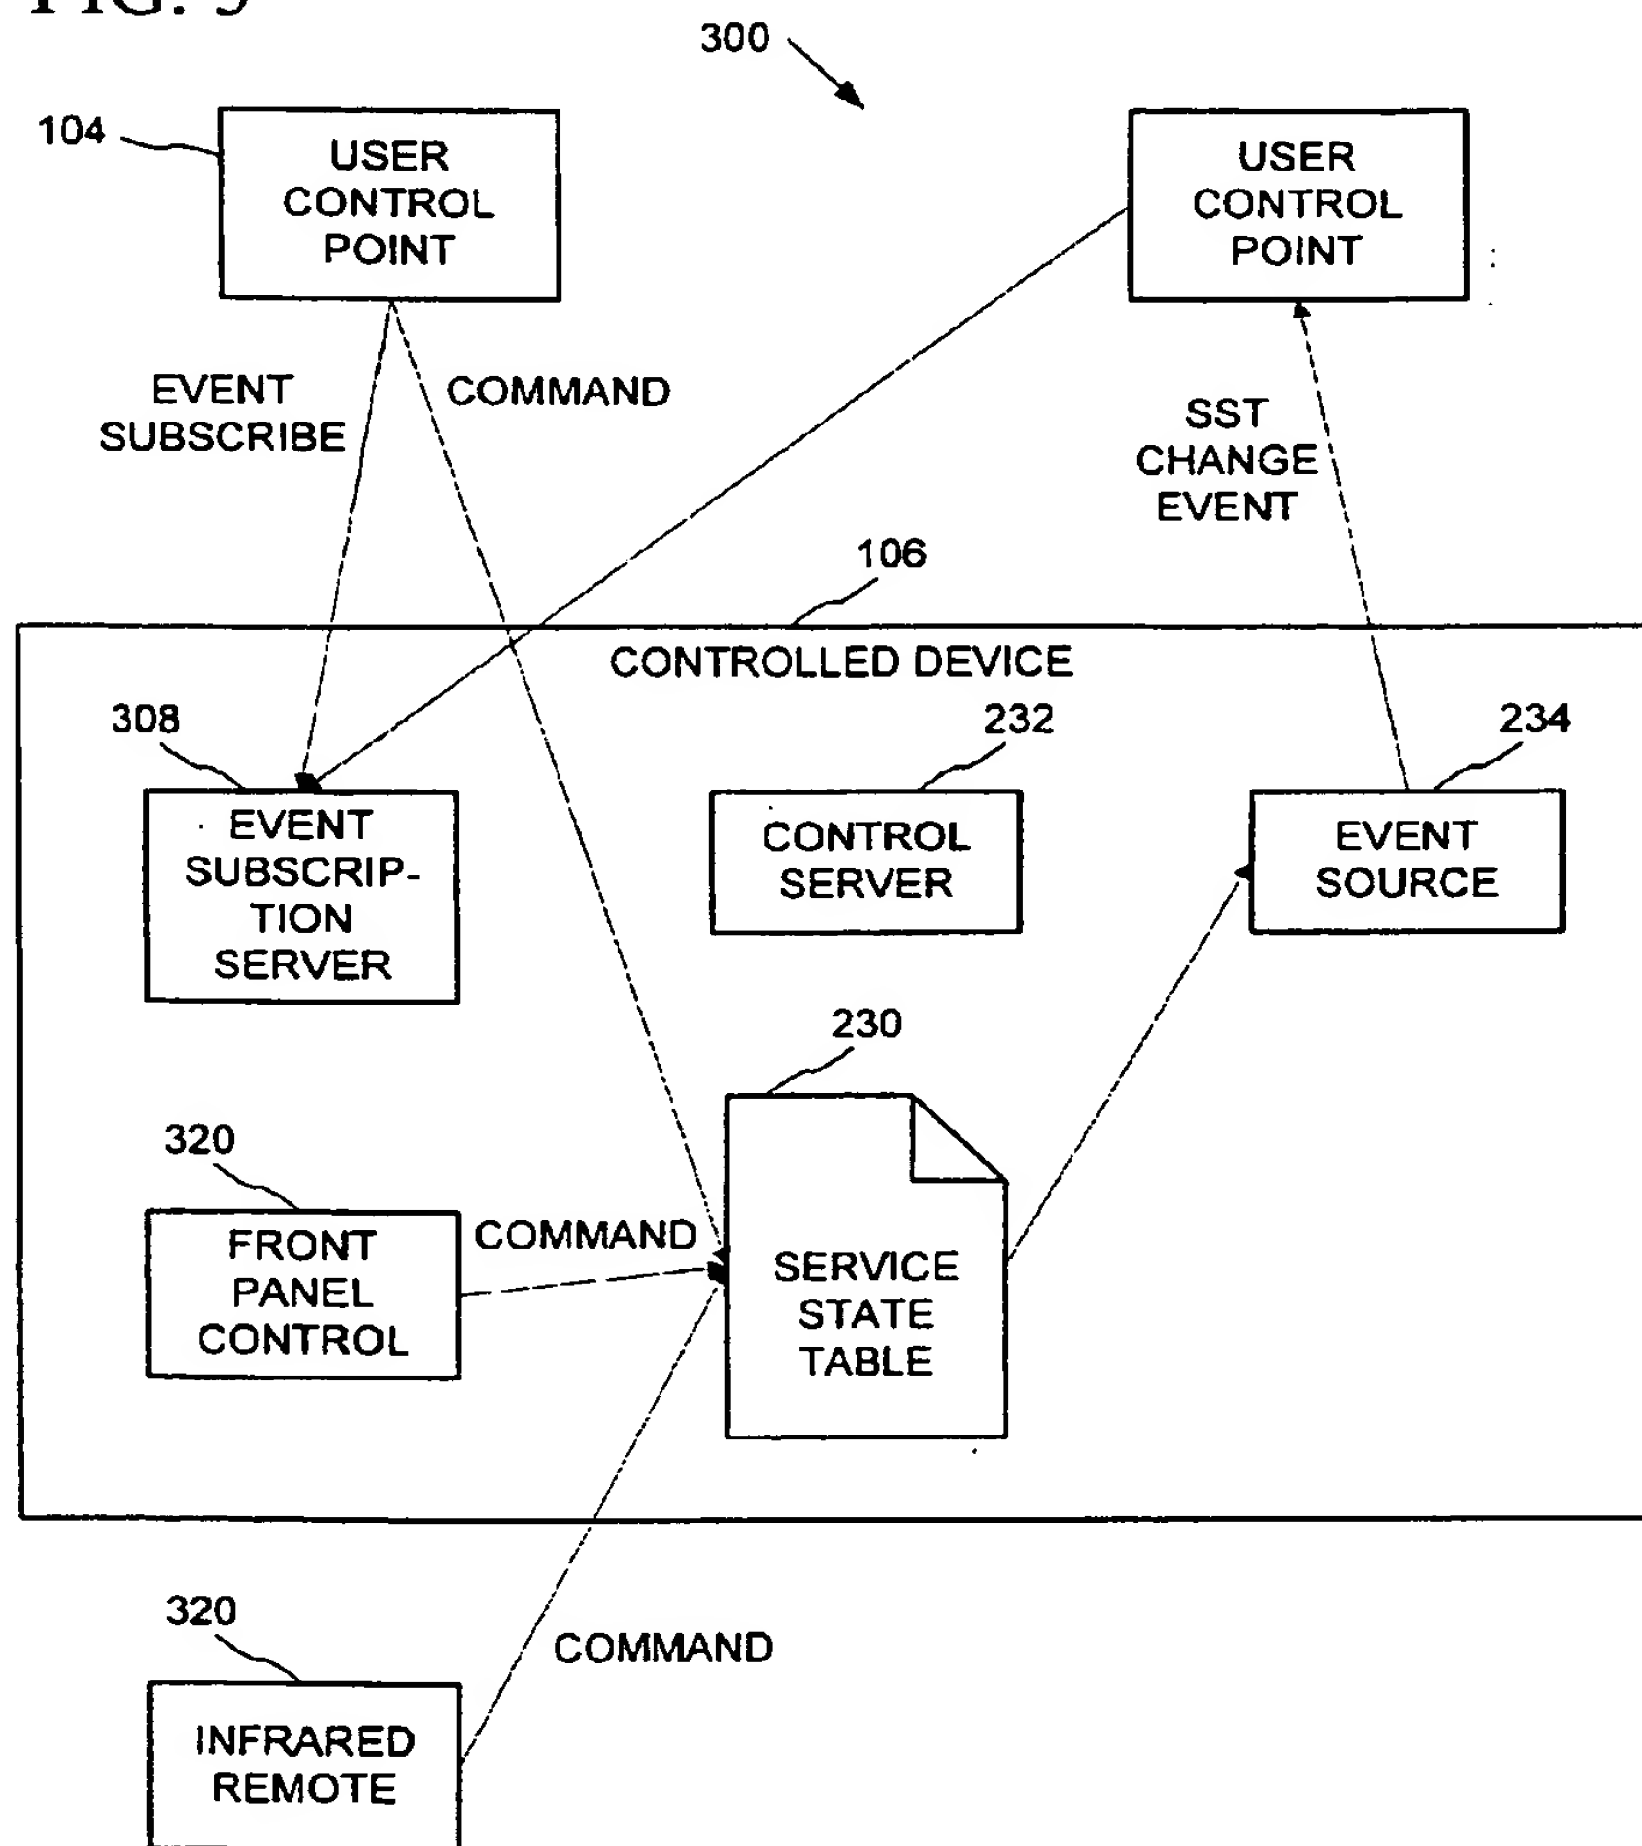 300
104
USER
CONTROL
POINT
USER
CONTROL
POINT
EVENT
SUBSCRIBE
COMMAND
SST
CHANGE
EVENT
106
CONTROLLED DEVICE
308
232
234
EVENT
SUBSCRIP-
TION
SERVER
CONTROL
SERVER
EVENT
SOURCE
230
320
FRONT
PANEL
CONTROL
COMMAND
SERVICE
STATE
TABLE
320
COMMAND
INFRARED
REMOTE